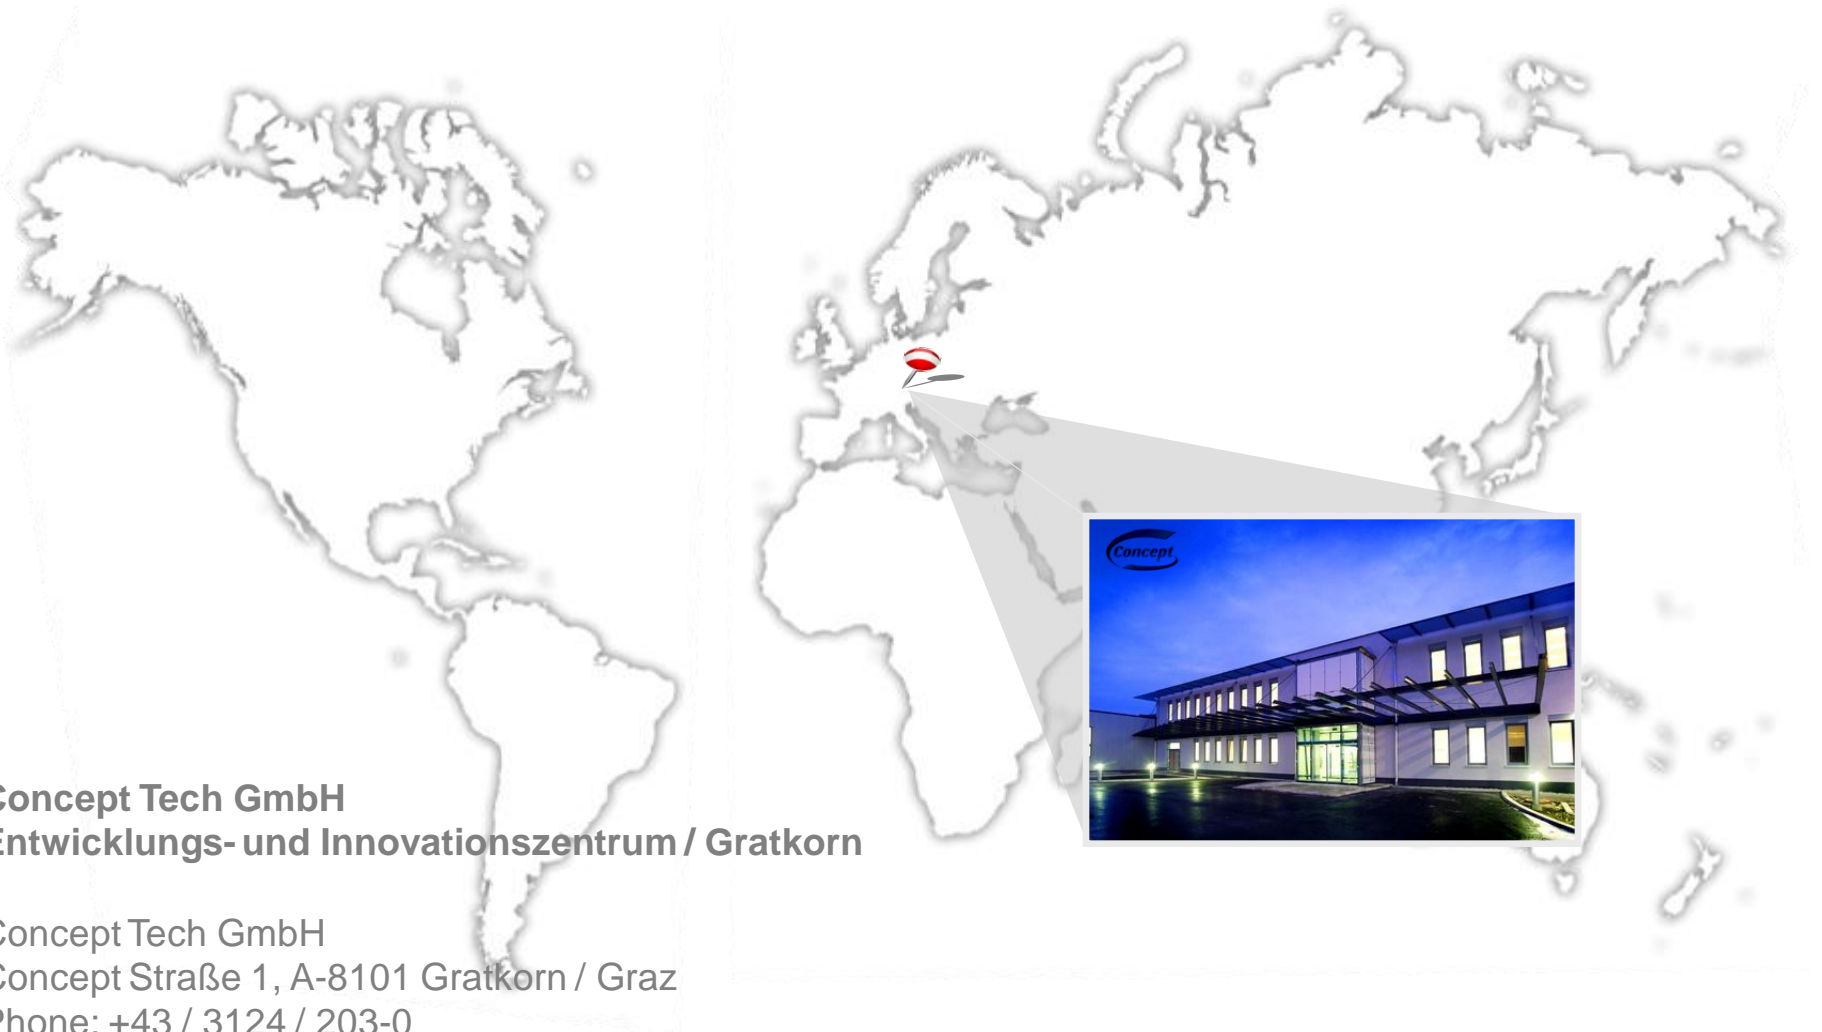 Concept
Concept Tech GmbH
Entwicklungs- und Innovationszentrum / Gratkorn
Concept Tech GmbH
Concept Straße 1, A-8101 Gratkorn / Graz
Phone: +43 / 3124 / 203-0